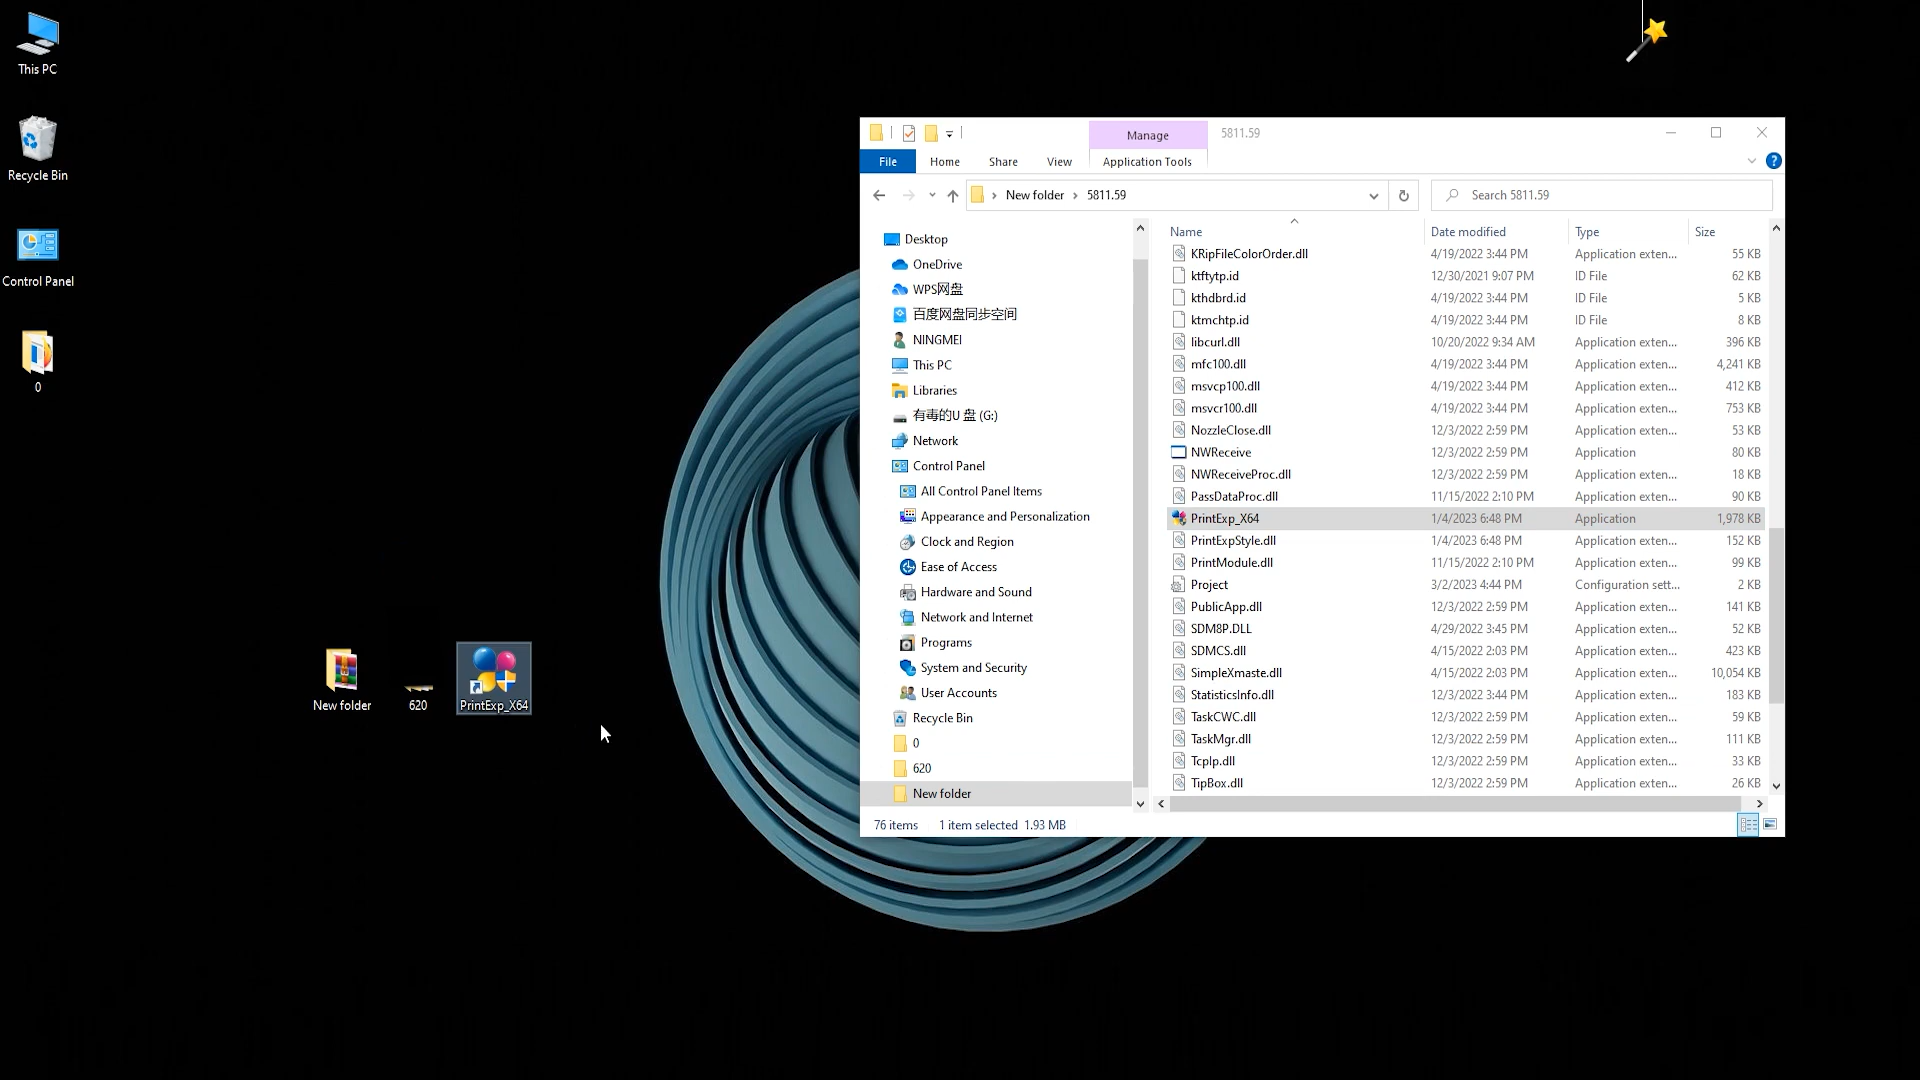 This PC
Recycle Bin
Control Panel
0
New folder
620
PrintExp_X64
Manage
5811.59
File
Home
Share
View
Application Tools
New folder
5811.59
Search 5811.59
Desktop
OneDrive
WPS网盘
百度网盘同步空间
NINGMEI
This PC
Libraries
有毒的U 盘 (G:)
Network
Control Panel
All Control Panel Items
Appearance and Personalization
Clock and Region
Ease of Access
Hardware and Sound
Network and Internet
Programs
System and Security
User Accounts
Recycle Bin
0
620
New folder
Name Date modified Type Size
KRipFileColorOrder.dll 4/19/2022 3:44 PM Application exten... 55 KB
ktftytp.id 12/30/2021 9:07 PM ID File 62 KB
kthdbrd.id 4/19/2022 3:44 PM ID File 5 KB
ktmchtp.id 4/19/2022 3:44 PM ID File 8 KB
libcurl.dll 10/20/2022 9:34 AM Application exten... 396 KB
mfc100.dll 4/19/2022 3:44 PM Application exten... 4,241 KB
msvcp100.dll 4/19/2022 3:44 PM Application exten... 412 KB
msvcr100.dll 4/19/2022 3:44 PM Application exten... 753 KB
NozzleClose.dll 12/3/2022 2:59 PM Application exten... 53 KB
NWReceive 12/3/2022 2:59 PM Application 80 KB
NWReceiveProc.dll 12/3/2022 2:59 PM Application exten... 18 KB
PassDataProc.dll 11/15/2022 2:10 PM Application exten... 90 KB
PrintExp_X64 1/4/2023 6:48 PM Application 1,978 KB
PrintExpStyle.dll 1/4/2023 6:48 PM Application exten... 152 KB
PrintModule.dll 11/15/2022 2:10 PM Application exten... 99 KB
Project 3/2/2023 4:44 PM Configuration sett... 2 KB
PublicApp.dll 12/3/2022 2:59 PM Application exten... 141 KB
SDM8P.DLL 4/29/2022 3:45 PM Application exten... 52 KB
SDMCS.dll 4/15/2022 2:03 PM Application exten... 423 KB
SimpleXmaste.dll 4/15/2022 2:03 PM Application exten... 10,054 KB
StatisticsInfo.dll 12/3/2022 3:44 PM Application exten... 183 KB
TaskCWC.dll 12/3/2022 2:59 PM Application exten... 59 KB
TaskMgr.dll 12/3/2022 2:59 PM Application exten... 111 KB
TcpIp.dll 12/3/2022 2:59 PM Application exten... 33 KB
TipBox.dll 12/3/2022 2:59 PM Application exten... 26 KB
76 items 1 item selected 1.93 MB